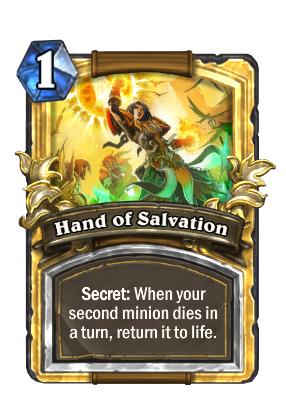 1
Hand of Salvation
Secret: When your
second minion dies in
a turn, return it to life.